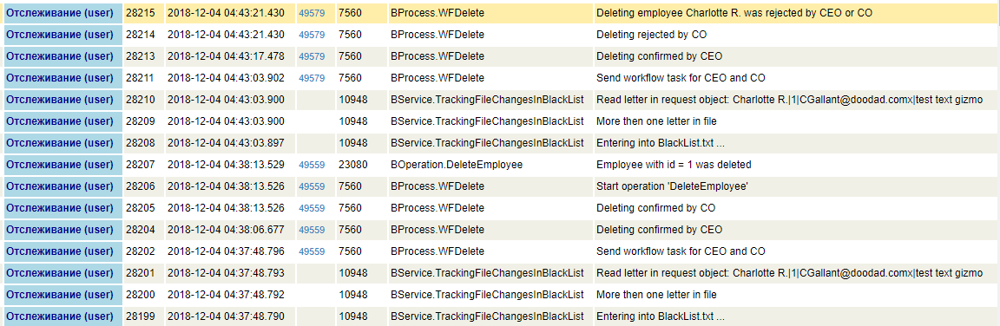 Отслеживание (user) 28215 2018-12-04 04:43:21.430 49579 7560 BProcess.WFDelete Deleting employee Charlotte R. was rejected by CEO or CO
Отслеживание (user) 28214 2018-12-04 04:43:21.430 49579 7560 BProcess.WFDelete Deleting rejected by CO
Отслеживание (user) 28213 2018-12-04 04:43:17.478 49579 7560 BProcess.WFDelete Deleting confirmed by CEO
Отслеживание (user) 28211 2018-12-04 04:43:03.902 49579 7560 BProcess.WFDelete Send workflow task for CEO and CO
Отслеживание (user) 28210 2018-12-04 04:43:03.900 10948 BService.TrackingFileChangesInBlackList Read letter in request object: Charlotte R.|1|CGallant@doodad.comx|test text gizmo
Отслеживание (user) 28209 2018-12-04 04:43:03.900 10948 BService.TrackingFileChangesInBlackList More then one letter in file
Отслеживание (user) 28208 2018-12-04 04:43:03.897 10948 BService.TrackingFileChangesInBlackList Entering into BlackList.txt ...
Отслеживание (user) 28207 2018-12-04 04:38:13.529 49559 23080 BOperation.DeleteEmployee Employee with id = 1 was deleted
Отслеживание (user) 28206 2018-12-04 04:38:13.526 49559 7560 BProcess.WFDelete Start operation 'DeleteEmployee'
Отслеживание (user) 28205 2018-12-04 04:38:13.526 49559 7560 BProcess.WFDelete Deleting confirmed by CO
Отслеживание (user) 28204 2018-12-04 04:38:06.677 49559 7560 BProcess.WFDelete Deleting confirmed by CEO
Отслеживание (user) 28202 2018-12-04 04:37:48.796 49559 7560 BProcess.WFDelete Send workflow task for CEO and CO
Отслеживание (user) 28201 2018-12-04 04:37:48.793 10948 BService.TrackingFileChangesInBlackList Read letter in request object: Charlotte R.|1|CGallant@doodad.comx|test text gizmo
Отслеживание (user) 28200 2018-12-04 04:37:48.792 10948 BService.TrackingFileChangesInBlackList More then one letter in file
Отслеживание (user) 28199 2018-12-04 04:37:48.790 10948 BService.TrackingFileChangesInBlackList Entering into BlackList.txt ...